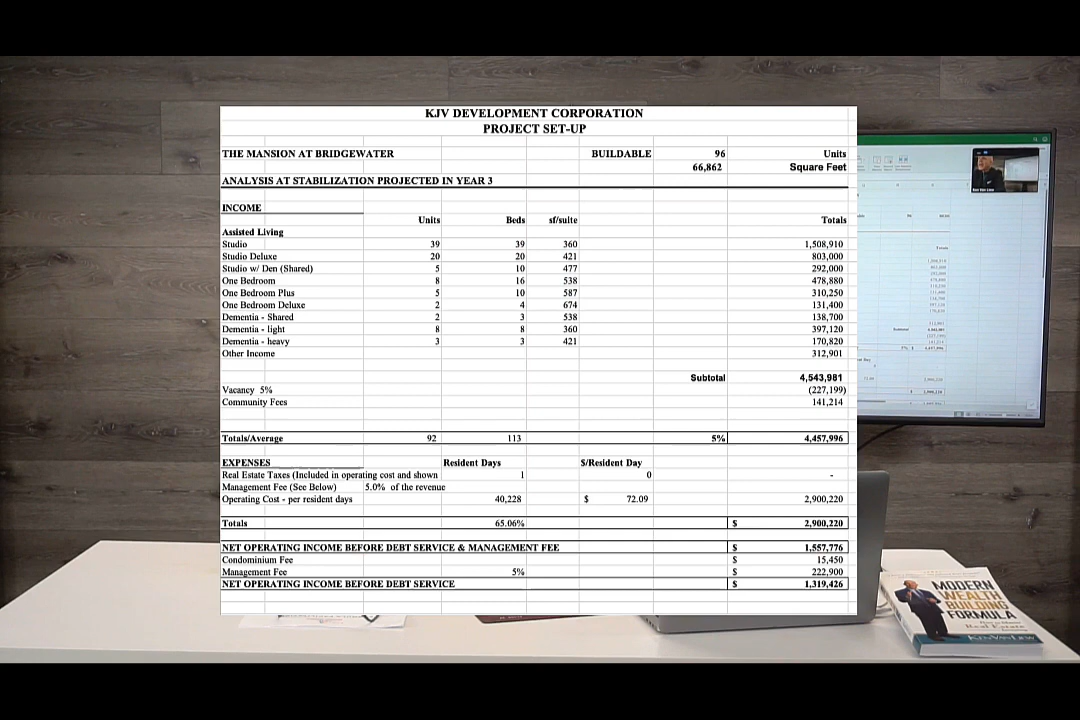 KJV DEVELOPMENT CORPORATION
PROJECT SET-UP
THE MANSION AT BRIDGEWATER BUILDABLE 96 Units
66,862 Square Feet
ANALYSIS AT STABILIZATION PROJECTED IN YEAR 3
INCOME
Units Beds sf/suite Totals
Assisted Living
Studio 39 39 360 1,508,910
Studio Deluxe 20 20 421 803,000
Studio w/ Den (Shared) 5 10 477 292,000
One Bedroom 8 16 538 478,880
One Bedroom Plus 5 10 587 310,250
One Bedroom Deluxe 2 4 674 131,400
Dementia - Shared 2 3 538 138,700
Dementia - light 8 8 360 397,120
Dementia - heavy 3 3 421 170,820
Other Income 312,901
Subtotal 4,543,981
Vacancy 5% (227,199)
Community Fees 141,214
Totals/Average 92 113 5% 4,457,996
EXPENSES Resident Days $/Resident Day
Real Estate Taxes (Included in operating cost and shown 1 0 -
Management Fee (See Below) 5.0% of the revenue
Operating Cost - per resident days 40,228 $ 72.09 2,900,220
Totals 65.06% $ 2,900,220
NET OPERATING INCOME BEFORE DEBT SERVICE & MANAGEMENT FEE $ 1,557,776
Condominium Fee $ 15,450
Management Fee 5% $ 222,900
NET OPERATING INCOME BEFORE DEBT SERVICE $ 1,319,426
MODERN
WEALTH
BUILDING
FORMULA
Real Estate